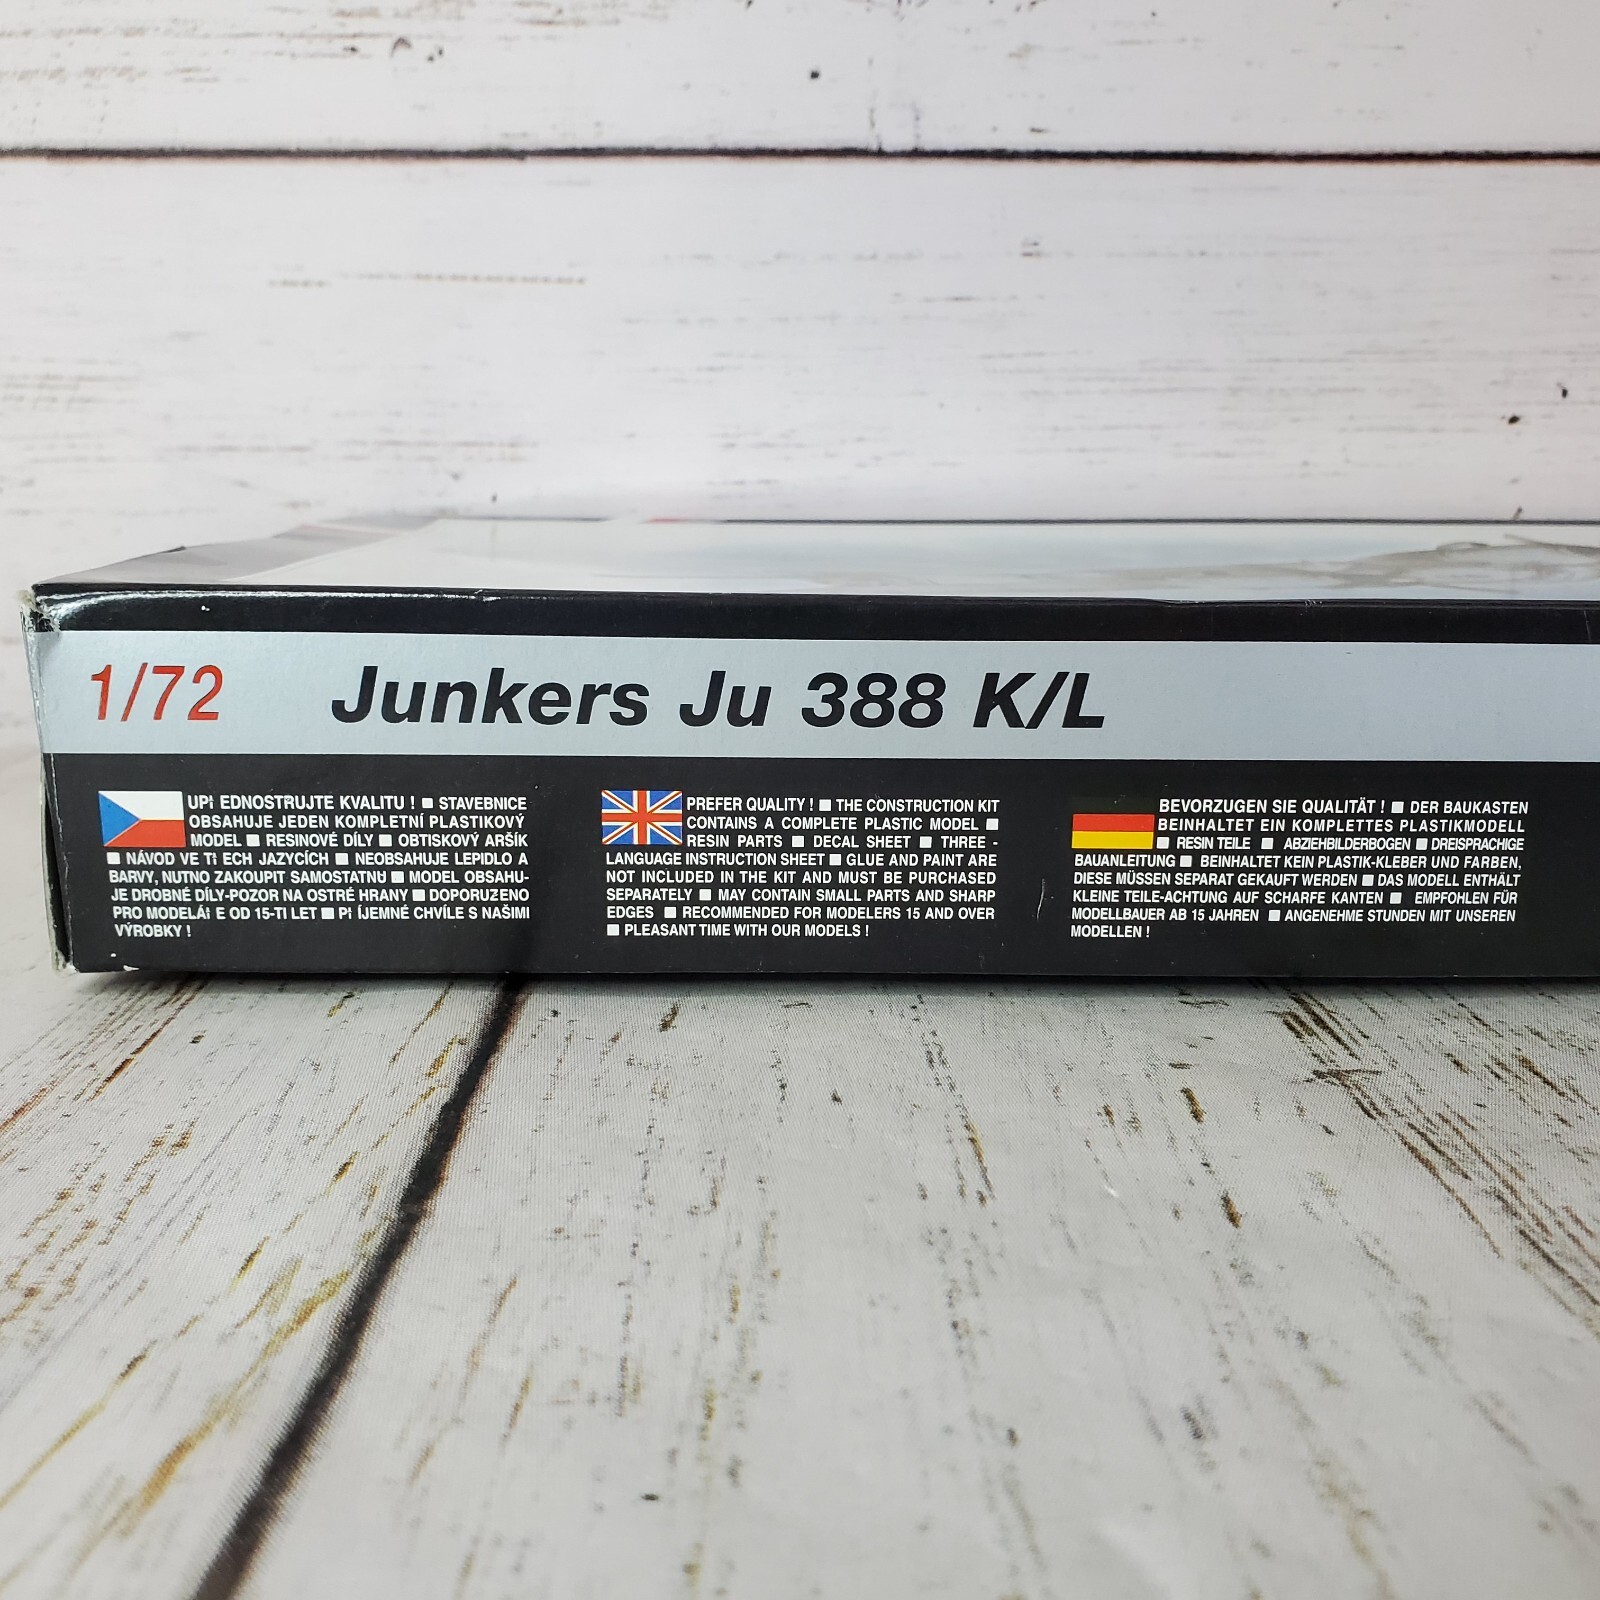 1/72 Junkers Ju 388 K/L
UPŘEDNOSTRUJTE KVALITU ! ■ STAVEBNICE
OBSAHUJE JEDEN KOMPLETNÍ PLASTIKOVÝ
MODEL ■ RESINOVÉ DÍLY ■ OBTISKOVÝ ARŠÍK
■ NÁVOD VE TŘECH JAZYCÍCH ■ NEOBSAHUJE LEPIDLO A
BARVY, NUTNO ZAKOUPIT SAMOSTATNĚ ■ MODEL OBSAHU-
JE DROBNÉ DÍLY-POZOR NA OSTRÉ HRANY ■ DOPORUŽENO
PRO MODELÁŘE OD 15-TI LET ■ PŘÍJEMNÉ CHVÍLE S NAŠIMI
VÝROBKY !
PREFER QUALITY ! ■ THE CONSTRUCTION KIT
CONTAINS A COMPLETE PLASTIC MODEL ■
RESIN PARTS ■ DECAL SHEET ■ THREE -
LANGUAGE INSTRUCTION SHEET ■ GLUE AND PAINT ARE
NOT INCLUDED IN THE KIT AND MUST BE PURCHASED
SEPARATELY ■ MAY CONTAIN SMALL PARTS AND SHARP
EDGES ■ RECOMMENDED FOR MODELERS 15 AND OVER
■ PLEASANT TIME WITH OUR MODELS !
BEVORZUGEN SIE QUALITÄT ! ■ DER BAUKASTEN
BEINHALTET EIN KOMPLETTES PLASTIKMODELL
■ RESIN TEILE ■ ABZIEHBILDERBOGEN ■ DREISPRACHIGE
BAUANLEITUNG ■ BEINHALTET KEIN PLASTIK-KLEBER UND FARBEN,
DIESE MÜSSEN SEPARAT GEKAUFT WERDEN ■ DAS MODELL ENTHÄLT
KLEINE TEILE-ACHTUNG AUF SCHARFE KANTEN ■ EMPFOHLEN FÜR
MODELLBAUER AB 15 JAHREN ■ ANGENEHME STUNDEN MIT UNSEREN
MODELLEN !